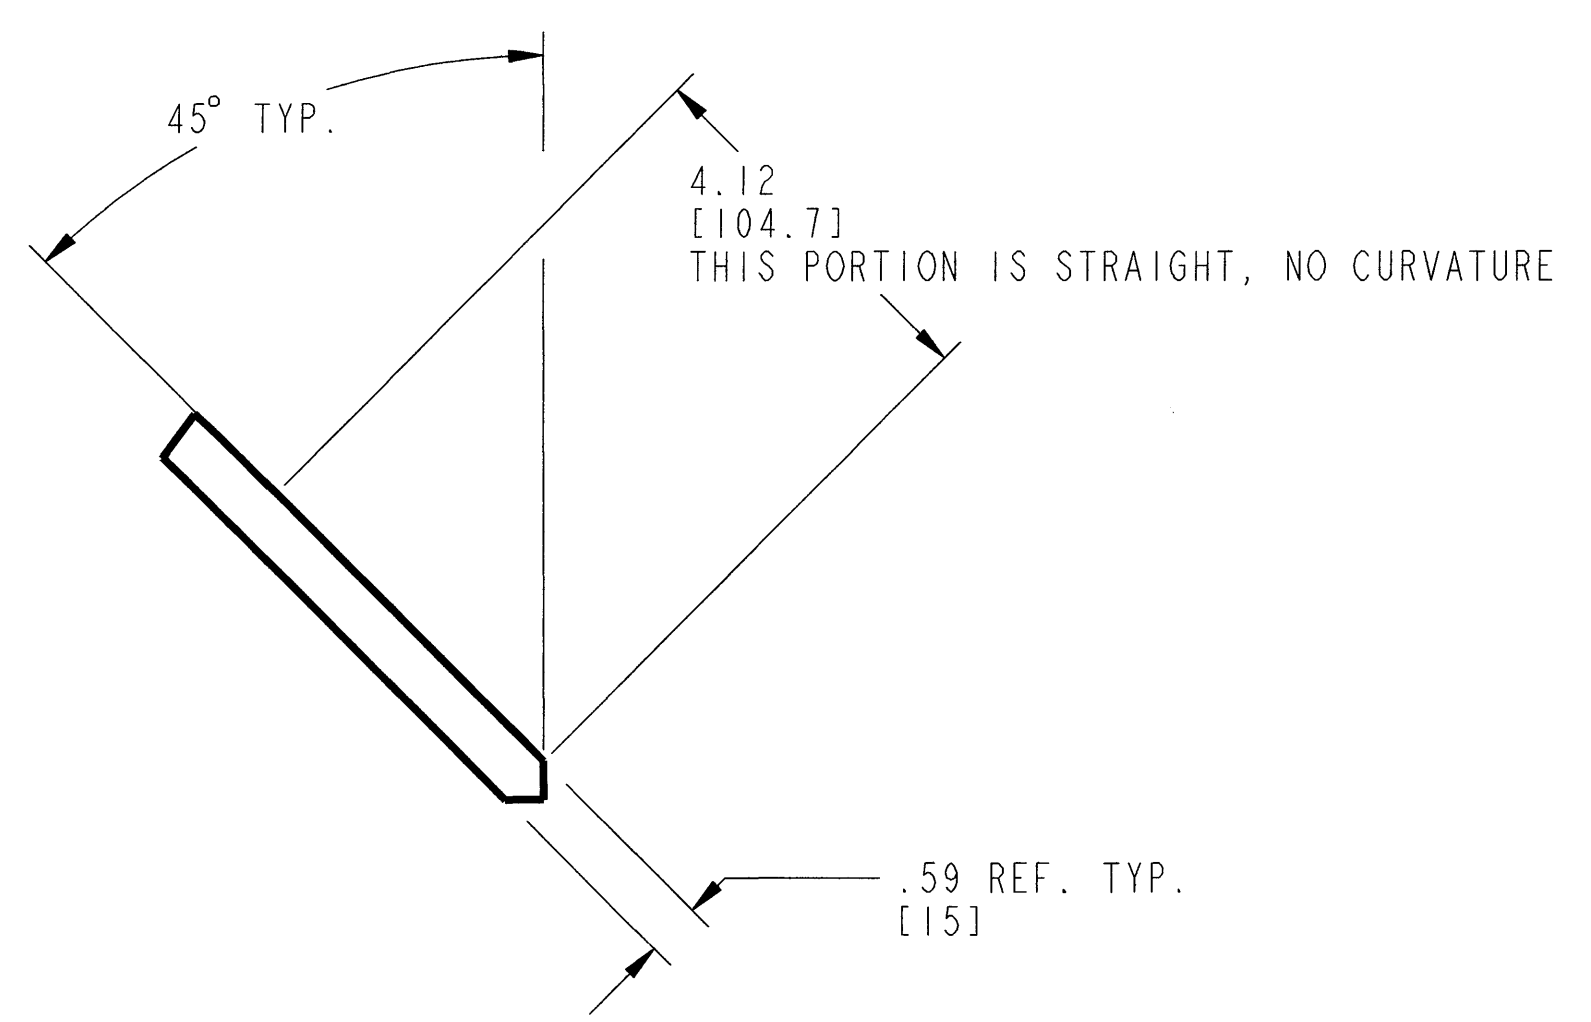 45° TYP.
4.12
[104.7]
THIS PORTION IS STRAIGHT, NO CURVATURE
.59 REF. TYP.
[15]